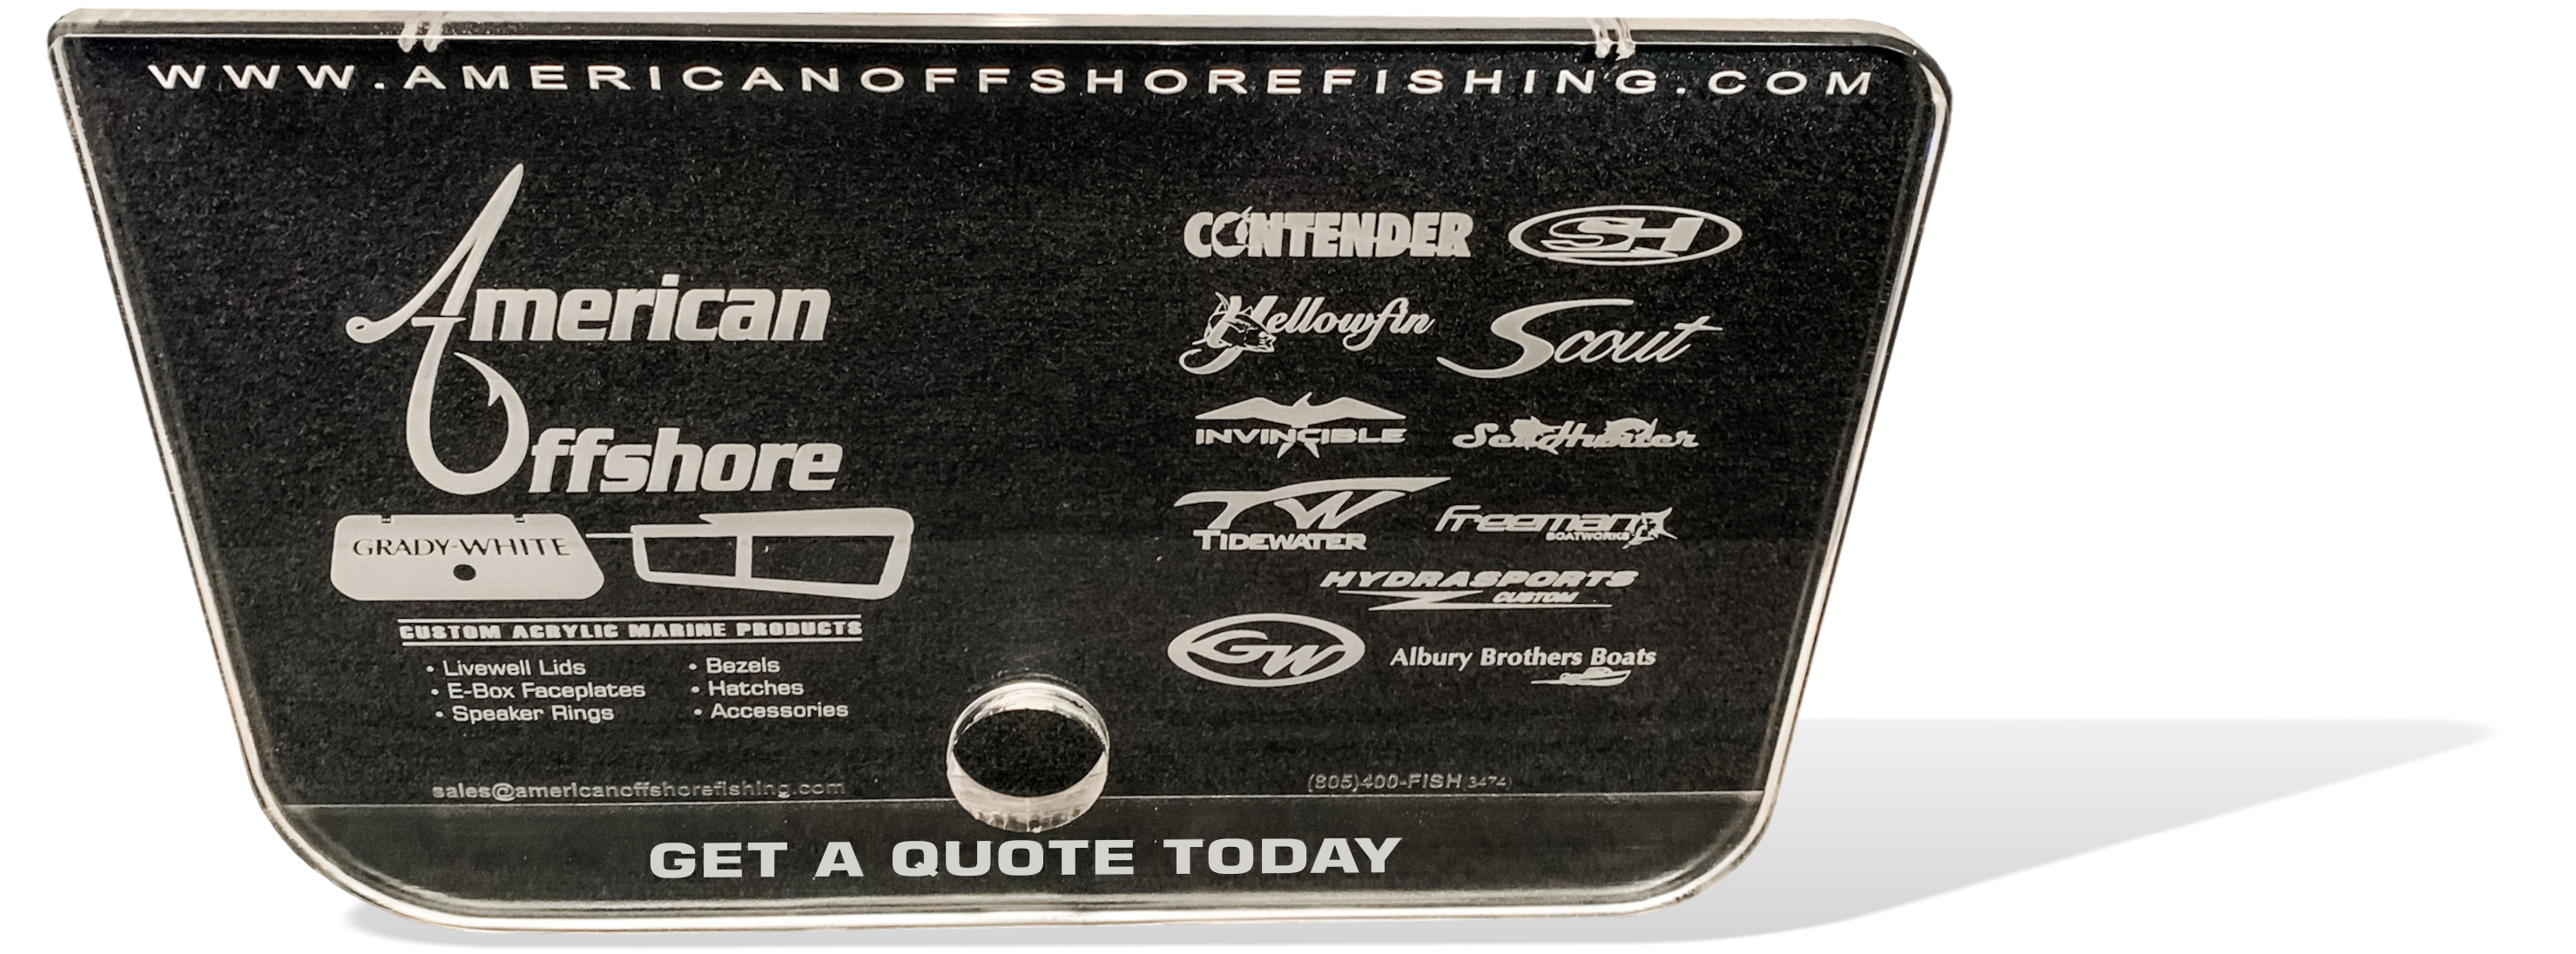 WWW.AMERICANOFFSHOREFISHING.COM
American
Offshore
GRADY-WHITE
CUSTOM ACRYLIC MARINE PRODUCTS
• Livewell Lids
• E-Box Faceplates
• Speaker Rings
• Bezels
• Hatches
• Accessories
sales@americanoffshorefishing.com
CONTENDER
SH
Yellowfin
Scout
INVINCIBLE
SeaHunter
TW
TIDEWATER
Freeman
BOATWORKS
HYDRASPORTS
CUSTOM
GW
Albury Brothers Boats
(805)400-FISH(3474)
GET A QUOTE TODAY